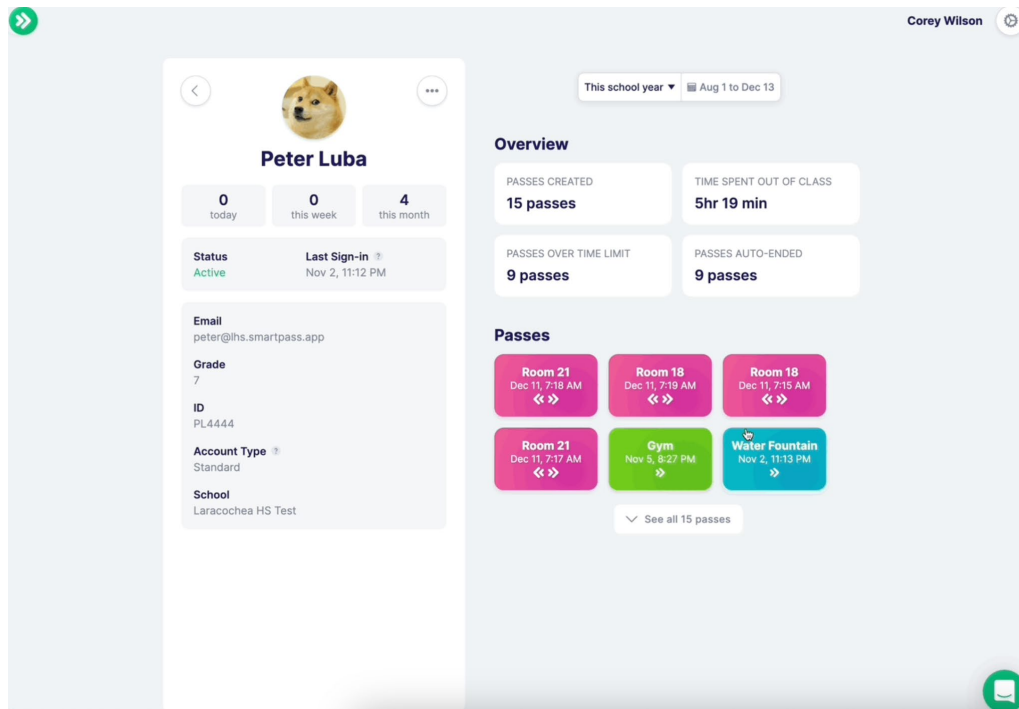 Corey Wilson
Peter Luba
0
today
0
this week
4
this month
Status
Active
Last Sign-in ?
Nov 2, 11:12 PM
Email
peter@lhs.smartpass.app
Grade
7
ID
PL4444
Account Type ?
Standard
School
Laracochea HS Test
This school year
Aug 1 to Dec 13
Overview
PASSES CREATED
15 passes
TIME SPENT OUT OF CLASS
5hr 19 min
PASSES OVER TIME LIMIT
9 passes
PASSES AUTO-ENDED
9 passes
Passes
Room 21
Dec 11, 7:18 AM
Room 18
Dec 11, 7:19 AM
Room 18
Dec 11, 7:15 AM
Room 21
Dec 11, 7:17 AM
Gym
Nov 5, 8:27 PM
Water Fountain
Nov 2, 11:13 PM
See all 15 passes